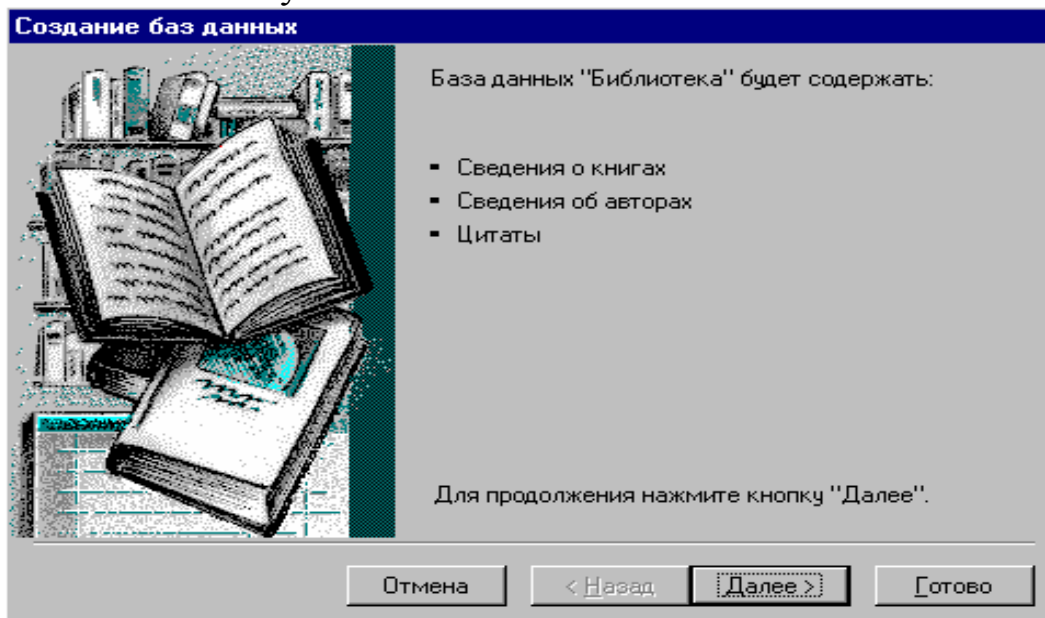 Создание баз данных
База данных "Библиотека" будет содержать:
Сведения о книгах
Сведения об авторах
Цитаты
Для продолжения нажмите кнопку "Далее".
Отмена
< Назад
Далее >
Готово